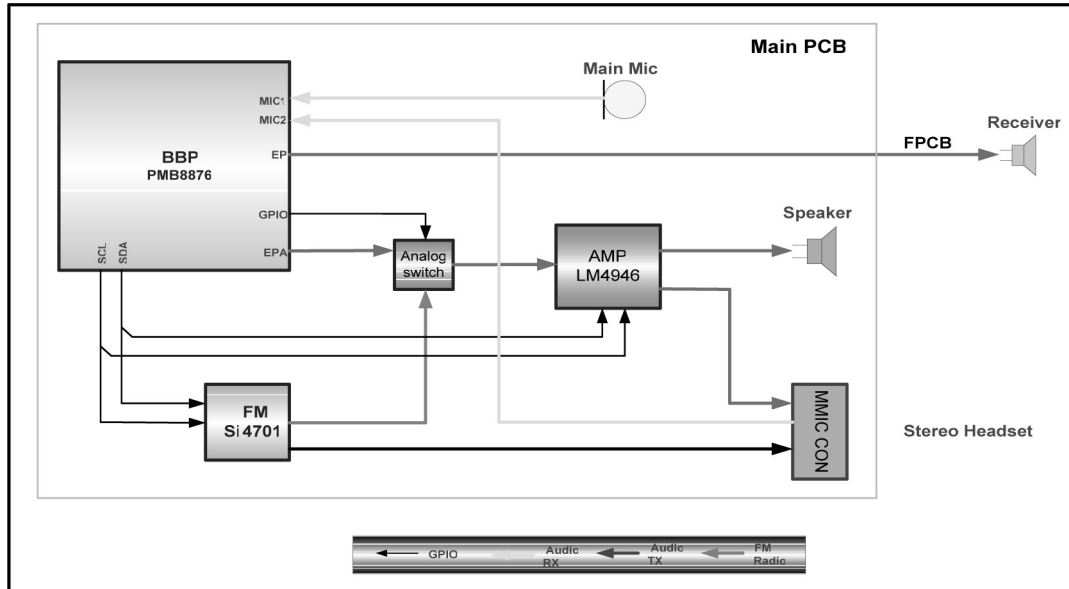 Main PCB
Main Mic
MIC1
MIC2
BBP
PMB8876
EP
FPCB
Receiver
GPIO
EPA
SCL
SDA
Analog
switch
AMP
LM4946
Speaker
FM
Si4701
MMIC CON
Stereo Headset
GPIO
Audio
RX
Audio
TX
FM
Radio